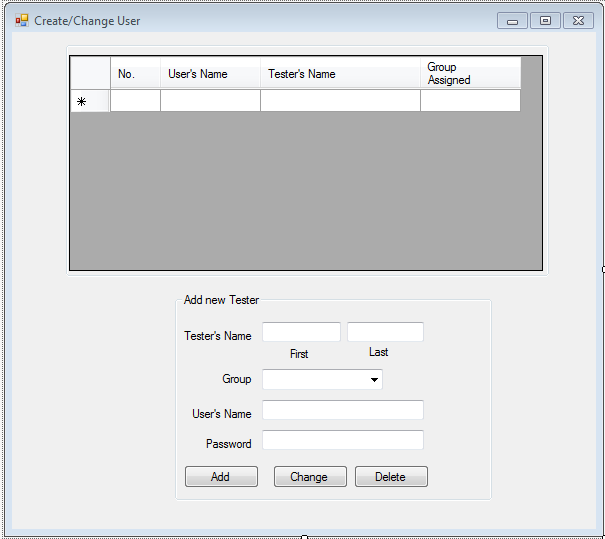 Create/Change User
No. User's Name Tester's Name Group
Assigned
Add new Tester
Tester's Name
First Last
Group
User's Name
Password
Add Change Delete